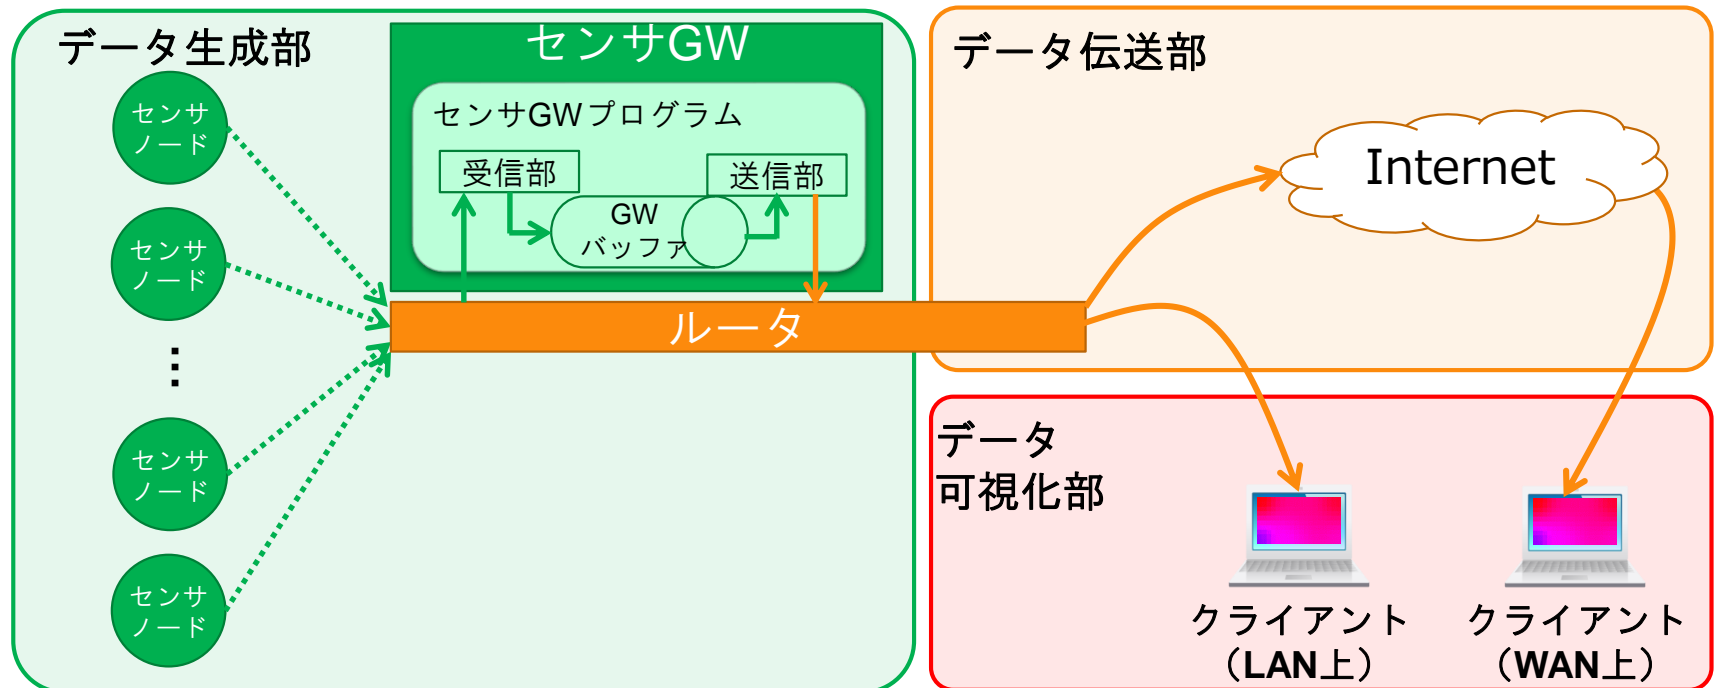 データ生成部
センサGW
センサGWプログラム
受信部
送信部
GW
バッファ
センサ
ノード
センサ
ノード
⋮
センサ
ノード
センサ
ノード
ルータ
データ伝送部
Internet
データ
可視化部
クライアント
（LAN上）
クライアント
（WAN上）